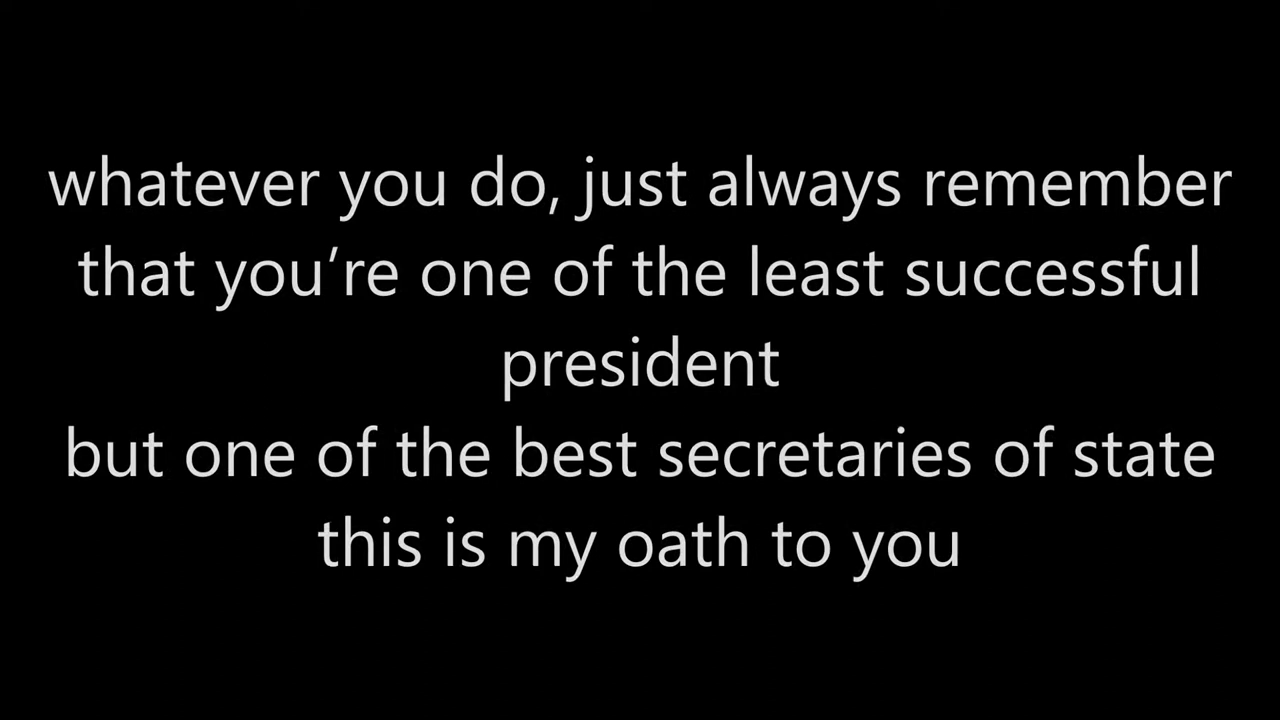 whatever you do, just always remember
that you’re one of the least successful
president
but one of the best secretaries of state
this is my oath to you